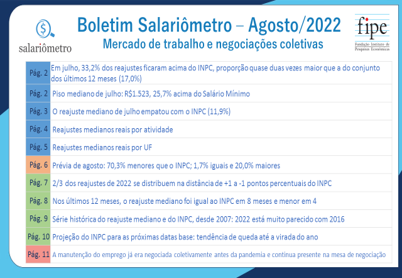 Boletim Salariômetro – Agosto/2022
Mercado de trabalho e negociações coletivas
salariômetro
fipe
Fundação Instituto de
Pesquisas Econômicas
Pág. 2 Em julho, 33,2% dos reajustes ficaram acima do INPC, proporção quase duas vezes maior que a do conjunto
dos últimos 12 meses (17,0%)
Pág. 2 Piso mediano de julho: R$1.523, 25,7% acima do Salário Mínimo
Pág. 3 O reajuste mediano de julho empatou com o INPC (11,9%)
Pág. 4 Reajustes medianos reais por atividade
Pág. 5 Reajustes medianos reais por UF
Pág. 6 Prévia de agosto: 70,3% menores que o INPC; 1,7% iguais e 20,0% maiores
Pág. 7 2/3 dos reajustes de 2022 se distribuem na distância de +1 a -1 pontos percentuais do INPC
Pág. 8 Nos últimos 12 meses, o reajuste mediano foi igual ao INPC em 8 meses e menor em 4
Pág. 9 Série histórica do reajuste mediano e do INPC, desde 2007: 2022 está muito parecido com 2016
Pág. 10 Projeção do INPC para as próximas datas base: tendência de queda até a virada do ano
Pág. 11 A manutenção do emprego já era negociada coletivamente antes da pandemia e continua presente na mesa de negociação